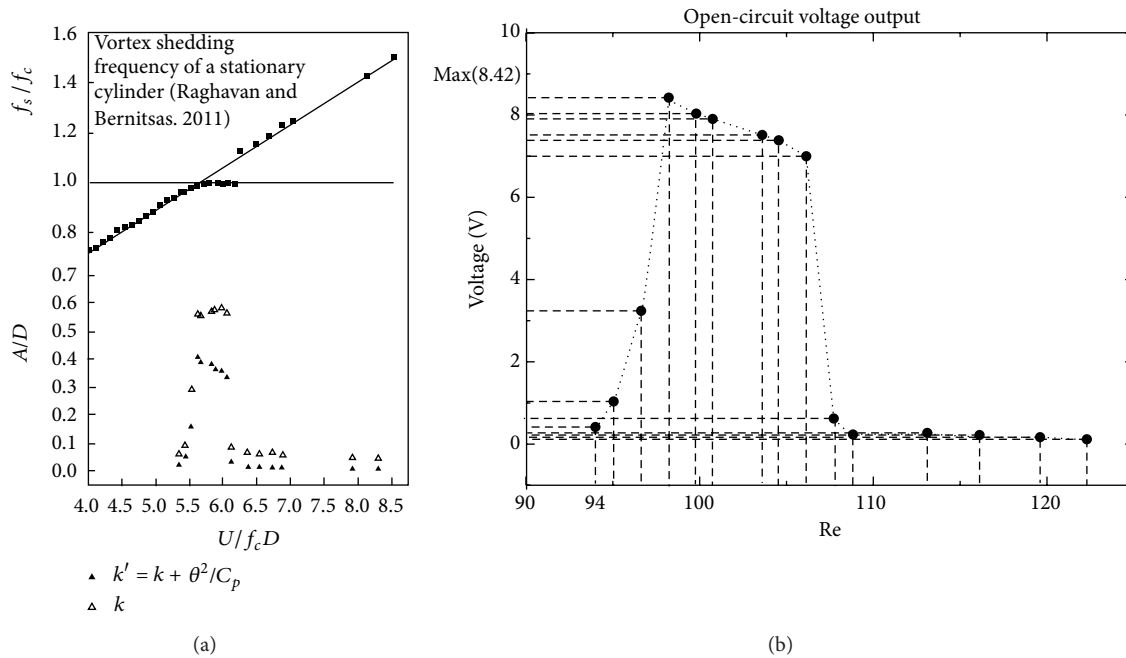 1.6
Vortex shedding
frequency of a stationary
cylinder (Raghavan and
Bernitsas. 2011)
1.4
1.2
1.0
0.8
f_s/f_c
0.7
0.6
0.5
0.4
0.3
0.2
0.1
0.0
A/D
4.0 4.5 5.0 5.5 6.0 6.5 7.0 7.5 8.0 8.5
U/f_cD
▲ k′ = k + θ²/C_p
△ k
(a)
Open-circuit voltage output
10
Max(8.42)
8
6
4
2
0
Voltage (V)
90 94 100 110 120
Re
(b)